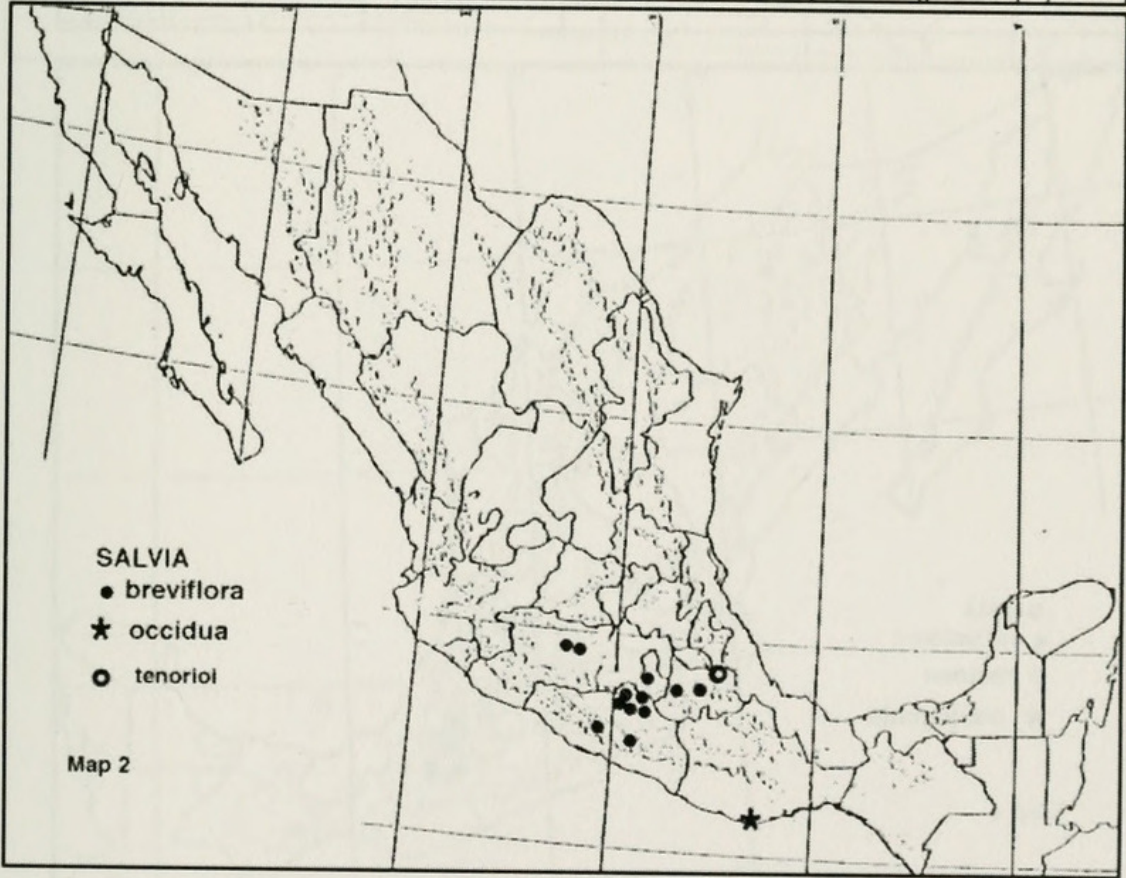 SALVIA
● breviflora
★ occidua
○ tenorioi
Map 2